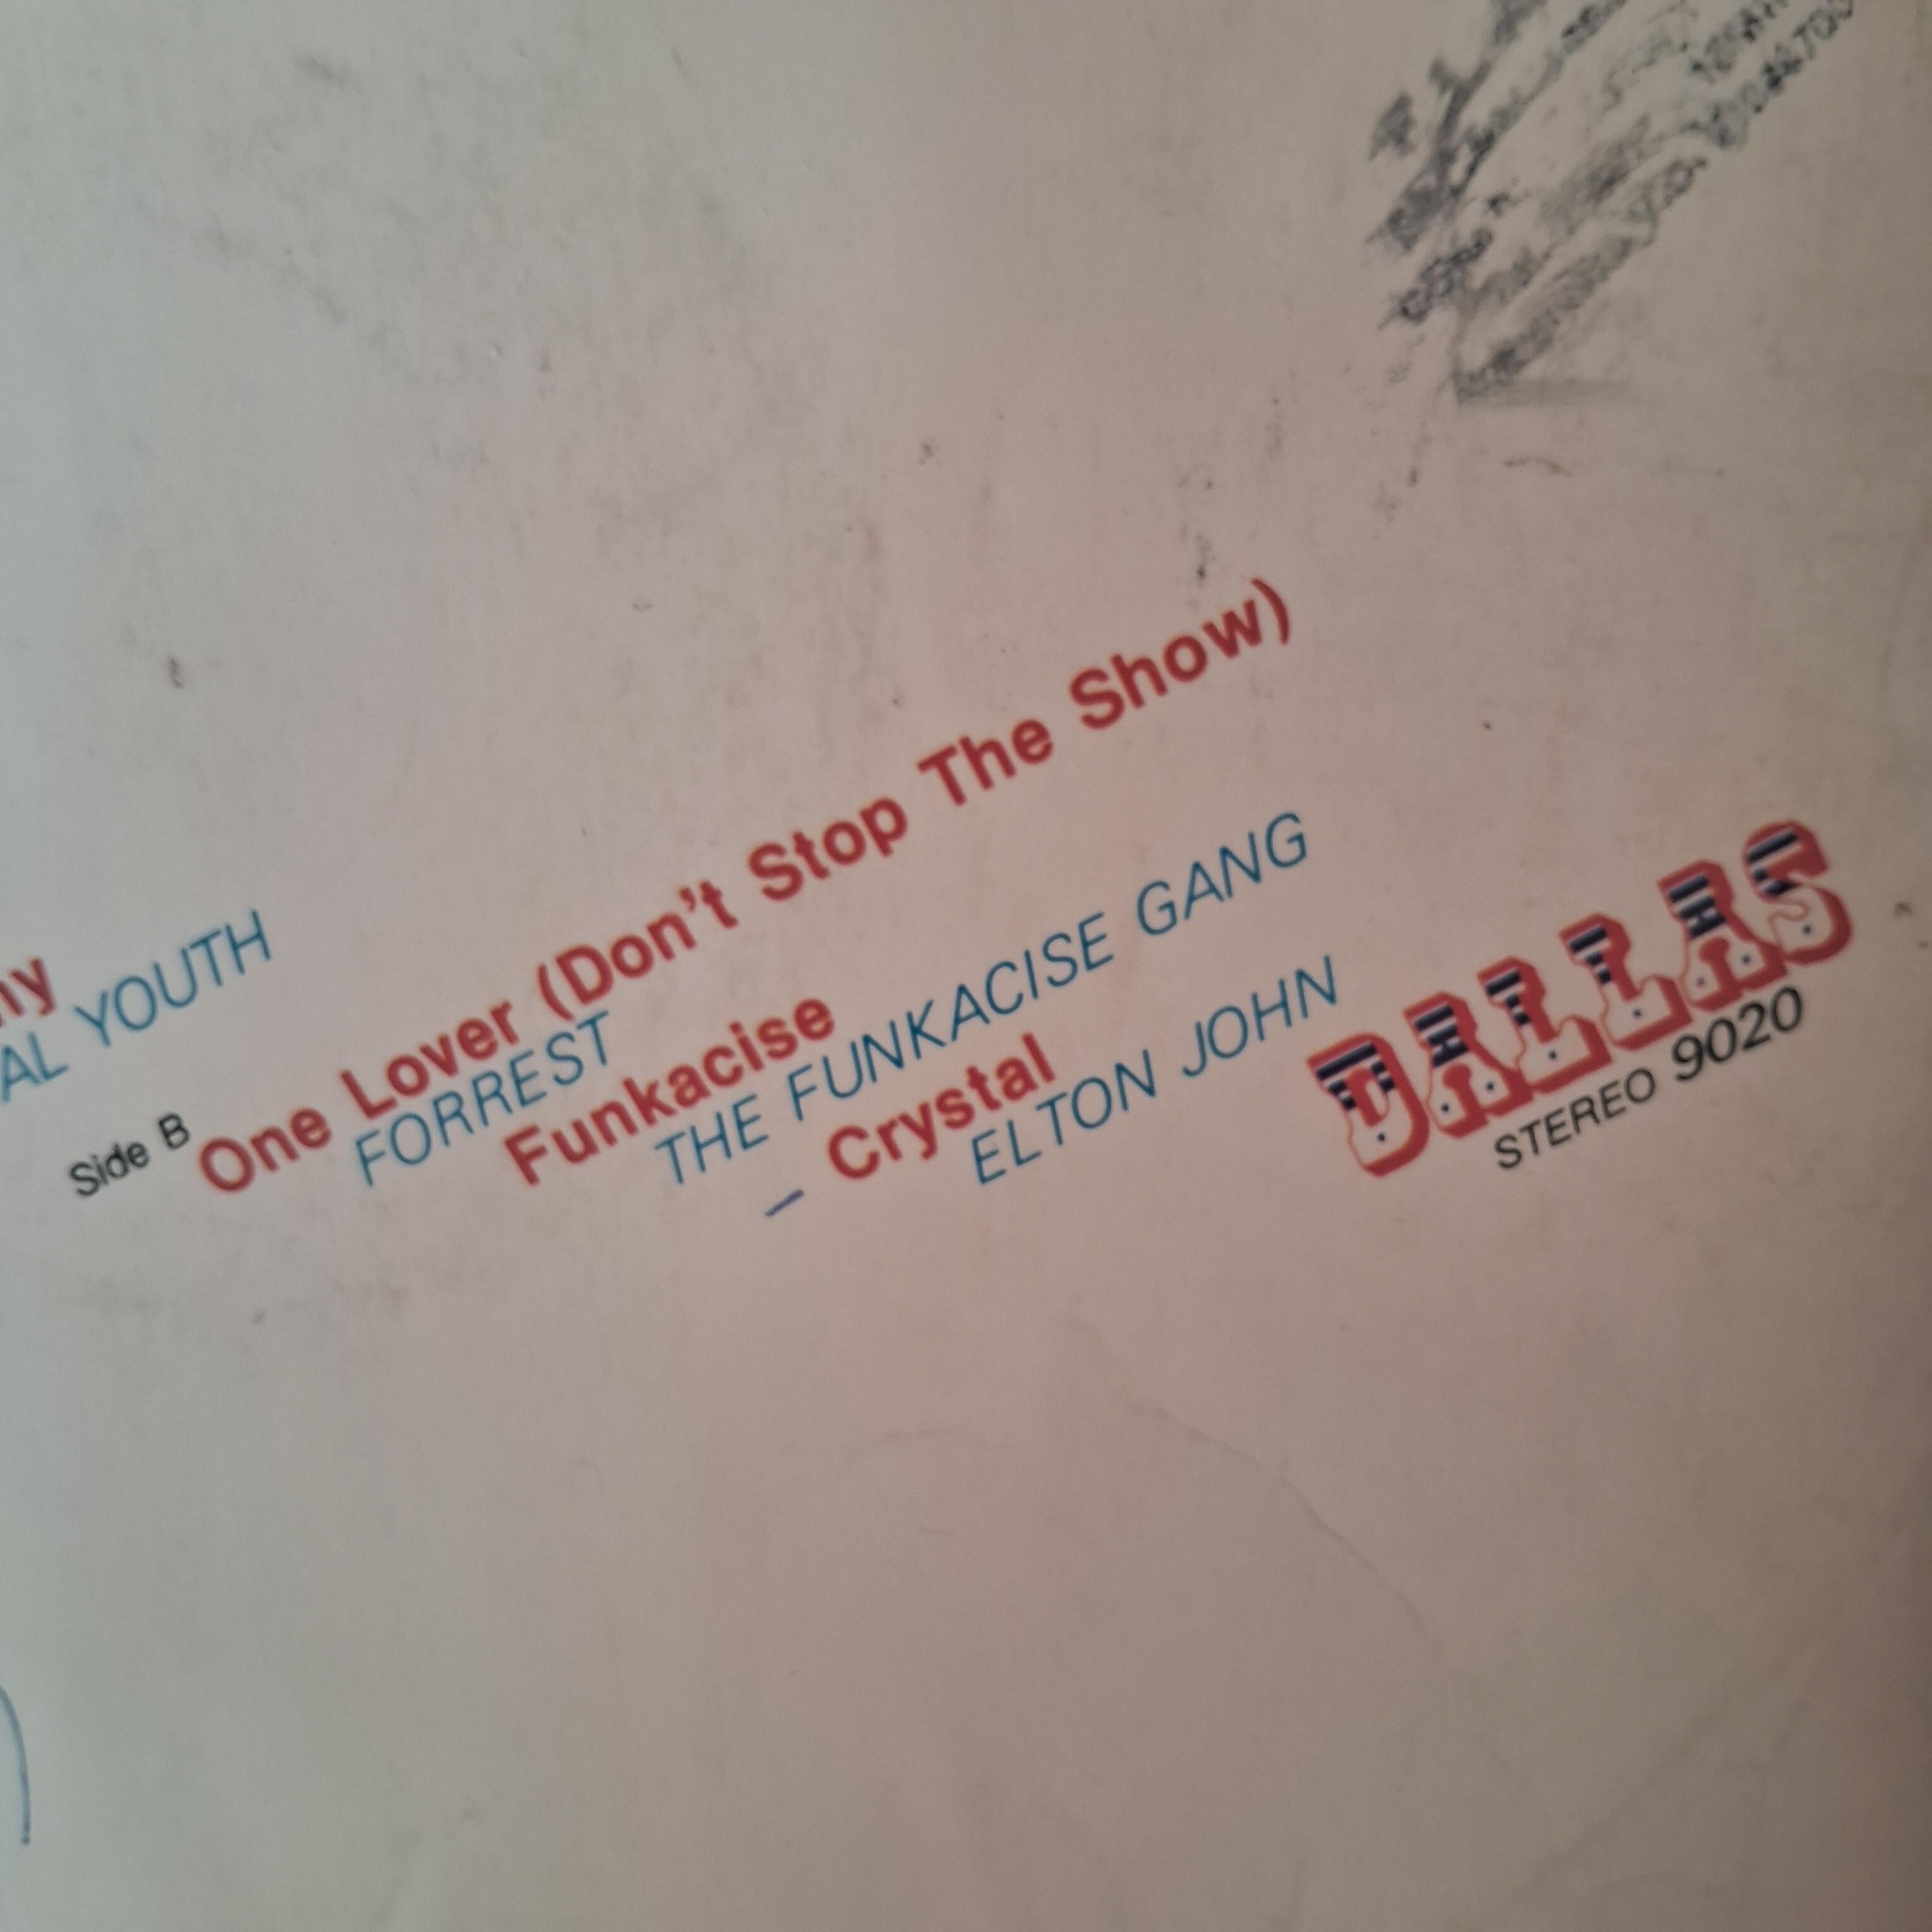 AL YOUTH
Side B
One Lover (Don't Stop The Show)
FORREST
Funkacise
THE FUNKACISE GANG
Crystal
ELTON JOHN
DALLAS
STEREO 9020